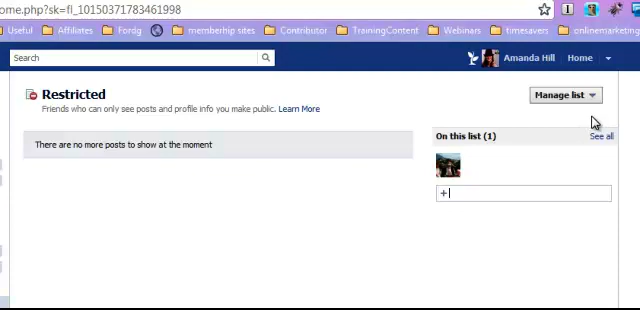 ome.php?sk=fl_10150371783461998
Useful Affiliates Fordg memberhip sites Contributor TrainingContent Webinars timesavers onlinemarketing
Search Amanda Hill Home
Restricted Manage list
Friends who can only see posts and profile info you make public. Learn More
There are no more posts to show at the moment On this list (1) See all
+